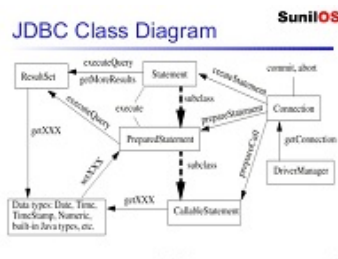 SunilOS
JDBC Class Diagram
executeQuery
commit, abort
ResultSet
Statement
createStatement
getMoreResults
Connection
execute
subclass
executeQuery
prepareStatement
PreparedStatement
getConnection
getXXX
prepareCall
setXXX
subclass
DriverManager
Data types: Date, Time,
TimeStamp, Numeric,
built-in Java types, etc.
getXXX
CallableStatement